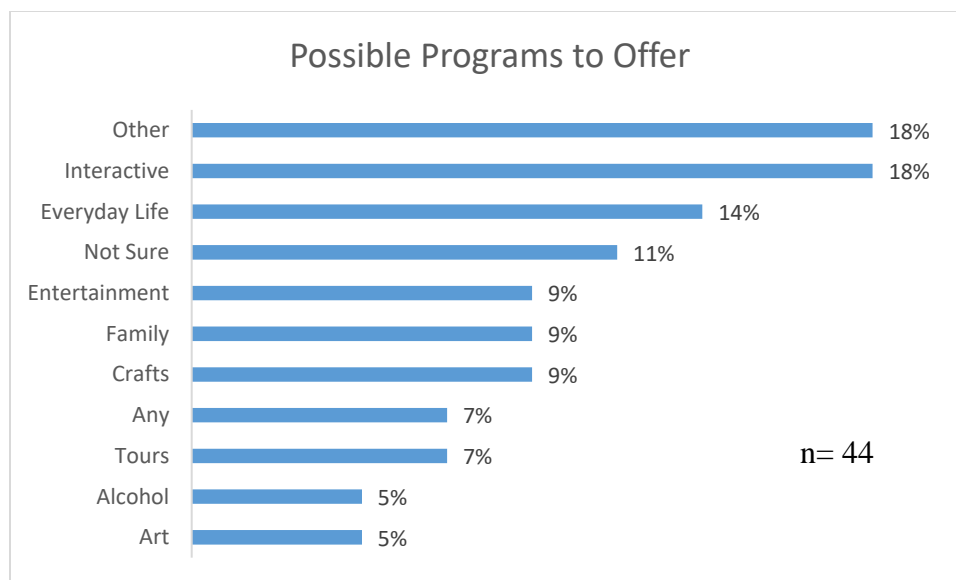 Possible Programs to Offer
Other 18%
Interactive 18%
Everyday Life 14%
Not Sure 11%
Entertainment 9%
Family 9%
Crafts 9%
Any 7%
Tours 7%
n= 44
Alcohol 5%
Art 5%